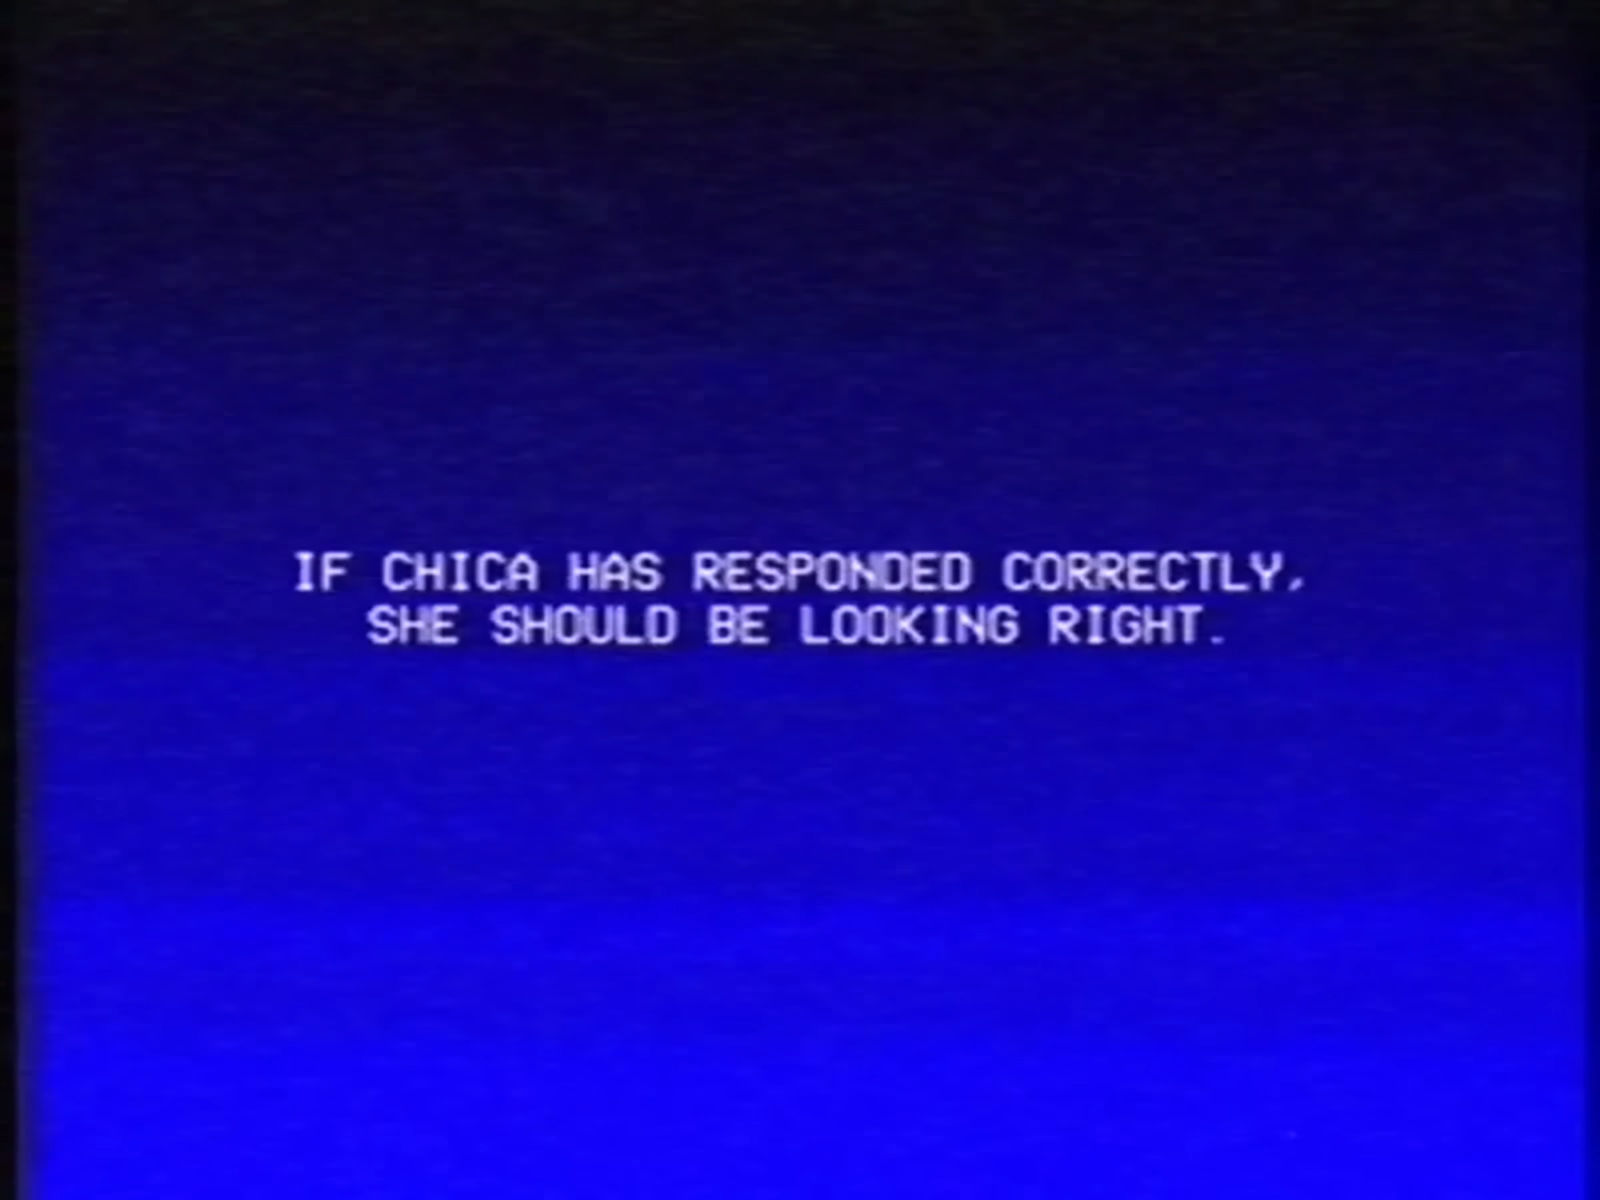 IF CHICA HAS RESPONDED CORRECTLY,
SHE SHOULD BE LOOKING RIGHT.